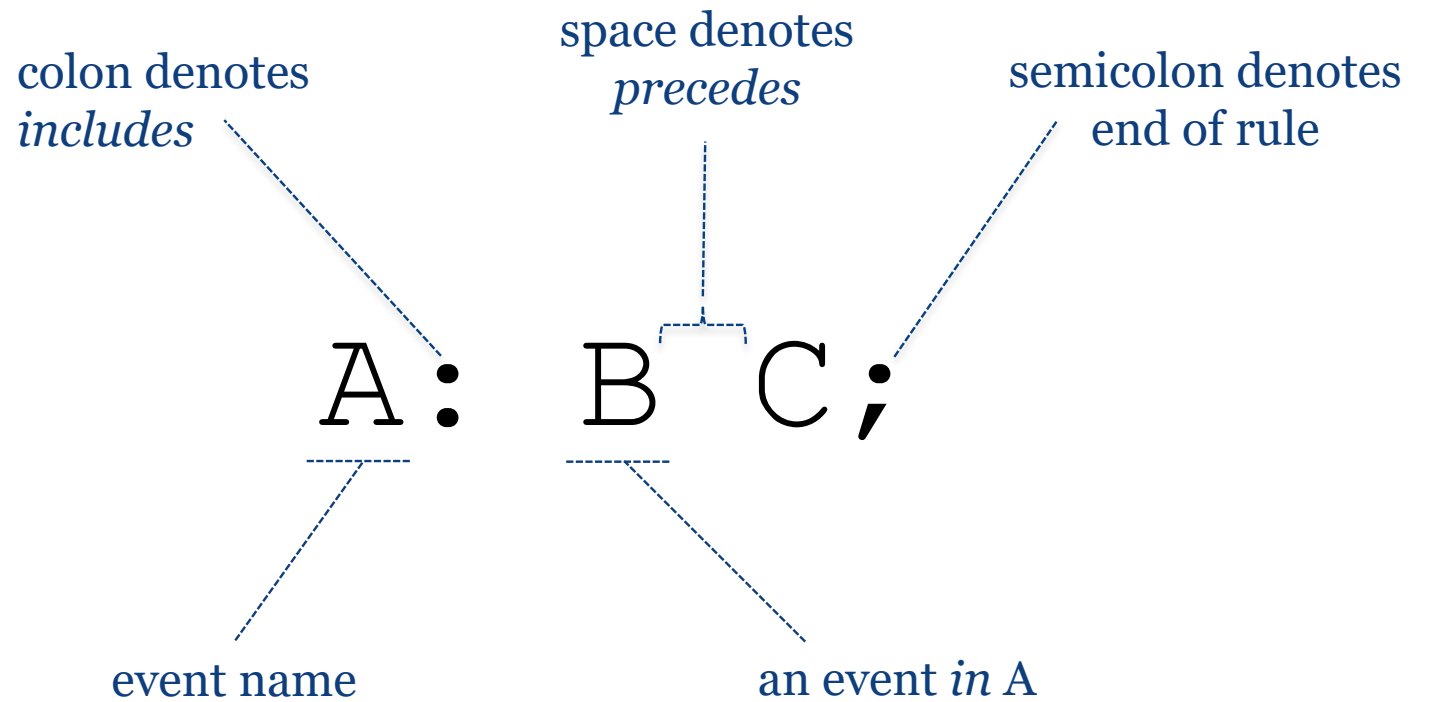 colon denotes
includes
space denotes
precedes
semicolon denotes
end of rule
A: B C;
event name
an event in A